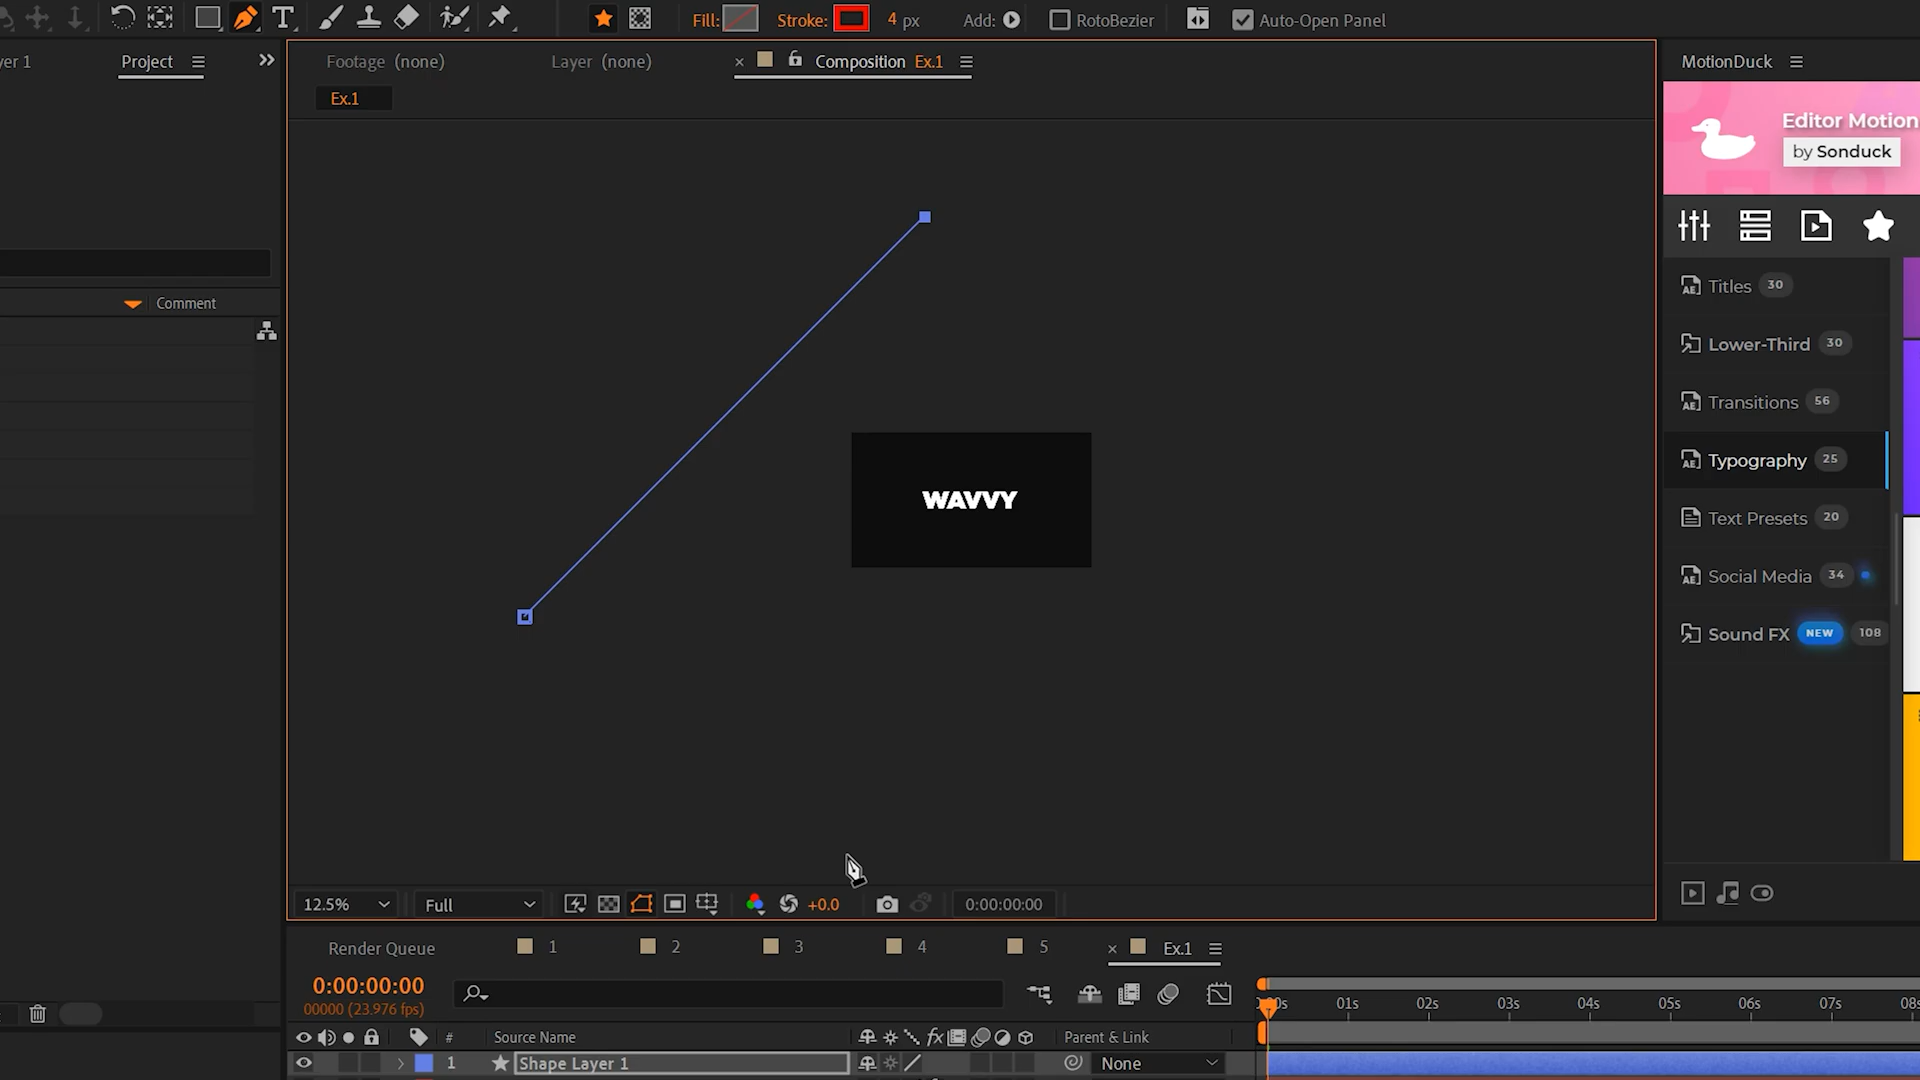 Fill:
Stroke:
4 px
Add:
RotoBezier
Auto-Open Panel
yer 1
Project
Footage (none)
Layer (none)
Composition Ex.1
MotionDuck
Ex.1
Editor Motion
by Sonduck
Comment
Titles 30
Lower-Third 30
Transitions 56
Typography 25
Text Presets 20
Social Media 34
Sound FX NEW 108
WAVVY
12.5%
Full
+0.0
0:00:00:00
Render Queue
1
2
3
4
5
Ex.1
0:00:00:00
00000 (23.976 fps)
01s
02s
03s
04s
05s
06s
07s
#
Source Name
fx
Parent & Link
1
Shape Layer 1
None